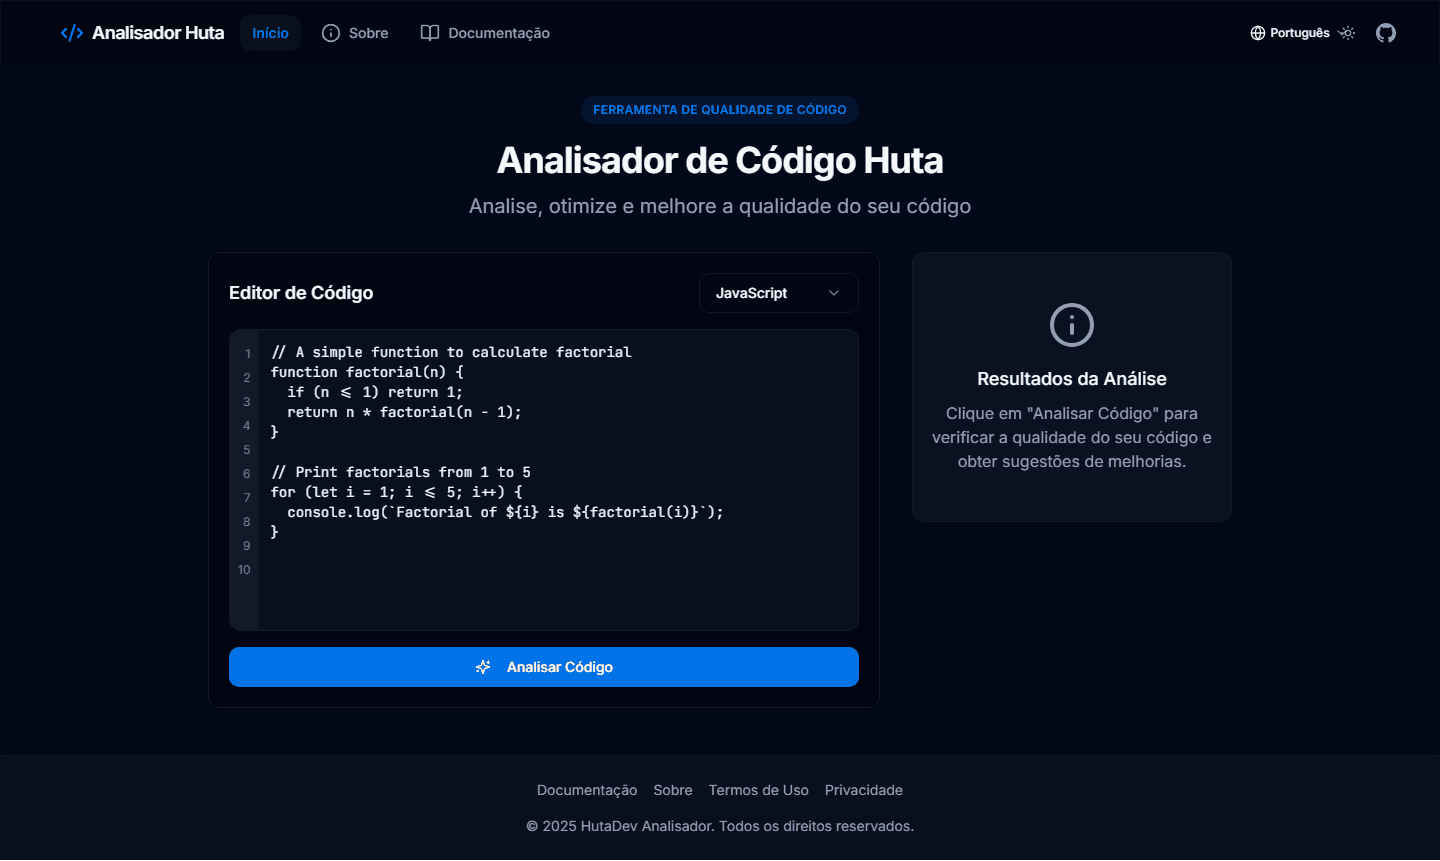 Analisador Huta
Início
Sobre
Documentação
Português
FERRAMENTA DE QUALIDADE DE CÓDIGO
Analisador de Código Huta
Analise, otimize e melhore a qualidade do seu código
Editor de Código
JavaScript
1
2
3
4
5
6
7
8
9
10
// A simple function to calculate factorial
function factorial(n) {
  if (n <= 1) return 1;
  return n * factorial(n - 1);
}
// Print factorials from 1 to 5
for (let i = 1; i <= 5; i++) {
  console.log(`Factorial of ${i} is ${factorial(i)}`);
}
Analisar Código
Resultados da Análise
Clique em "Analisar Código" para
verificar a qualidade do seu código e
obter sugestões de melhorias.
Documentação Sobre Termos de Uso Privacidade
© 2025 HutaDev Analisador. Todos os direitos reservados.